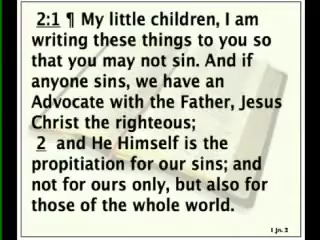 2:1 ¶ My little children, I am
writing these things to you so
that you may not sin. And if
anyone sins, we have an
Advocate with the Father, Jesus
Christ the righteous;
2 and He Himself is the
propitiation for our sins; and
not for ours only, but also for
those of the whole world.
1 Jn. 2